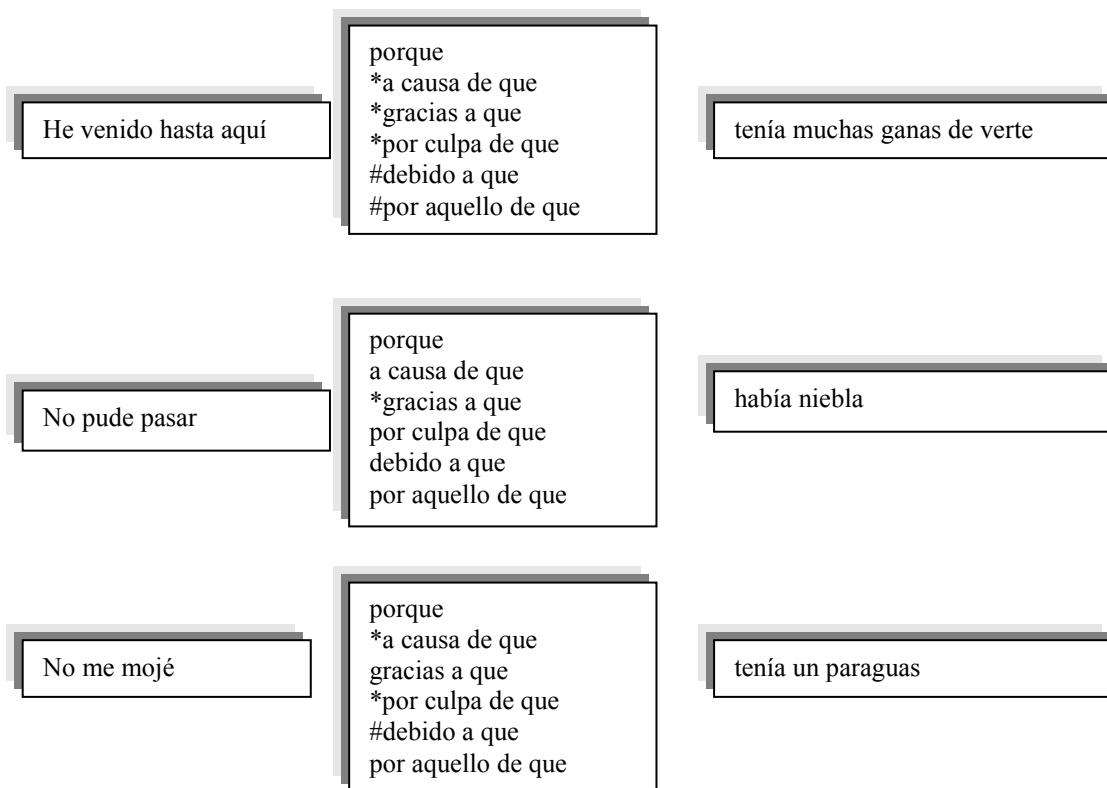 He venido hasta aquí
porque
*a causa de que
*gracias a que
*por culpa de que
#debido a que
#por aquello de que
tenía muchas ganas de verte
No pude pasar
porque
a causa de que
*gracias a que
por culpa de que
debido a que
por aquello de que
había niebla
No me mojé
porque
*a causa de que
gracias a que
*por culpa de que
#debido a que
por aquello de que
tenía un paraguas